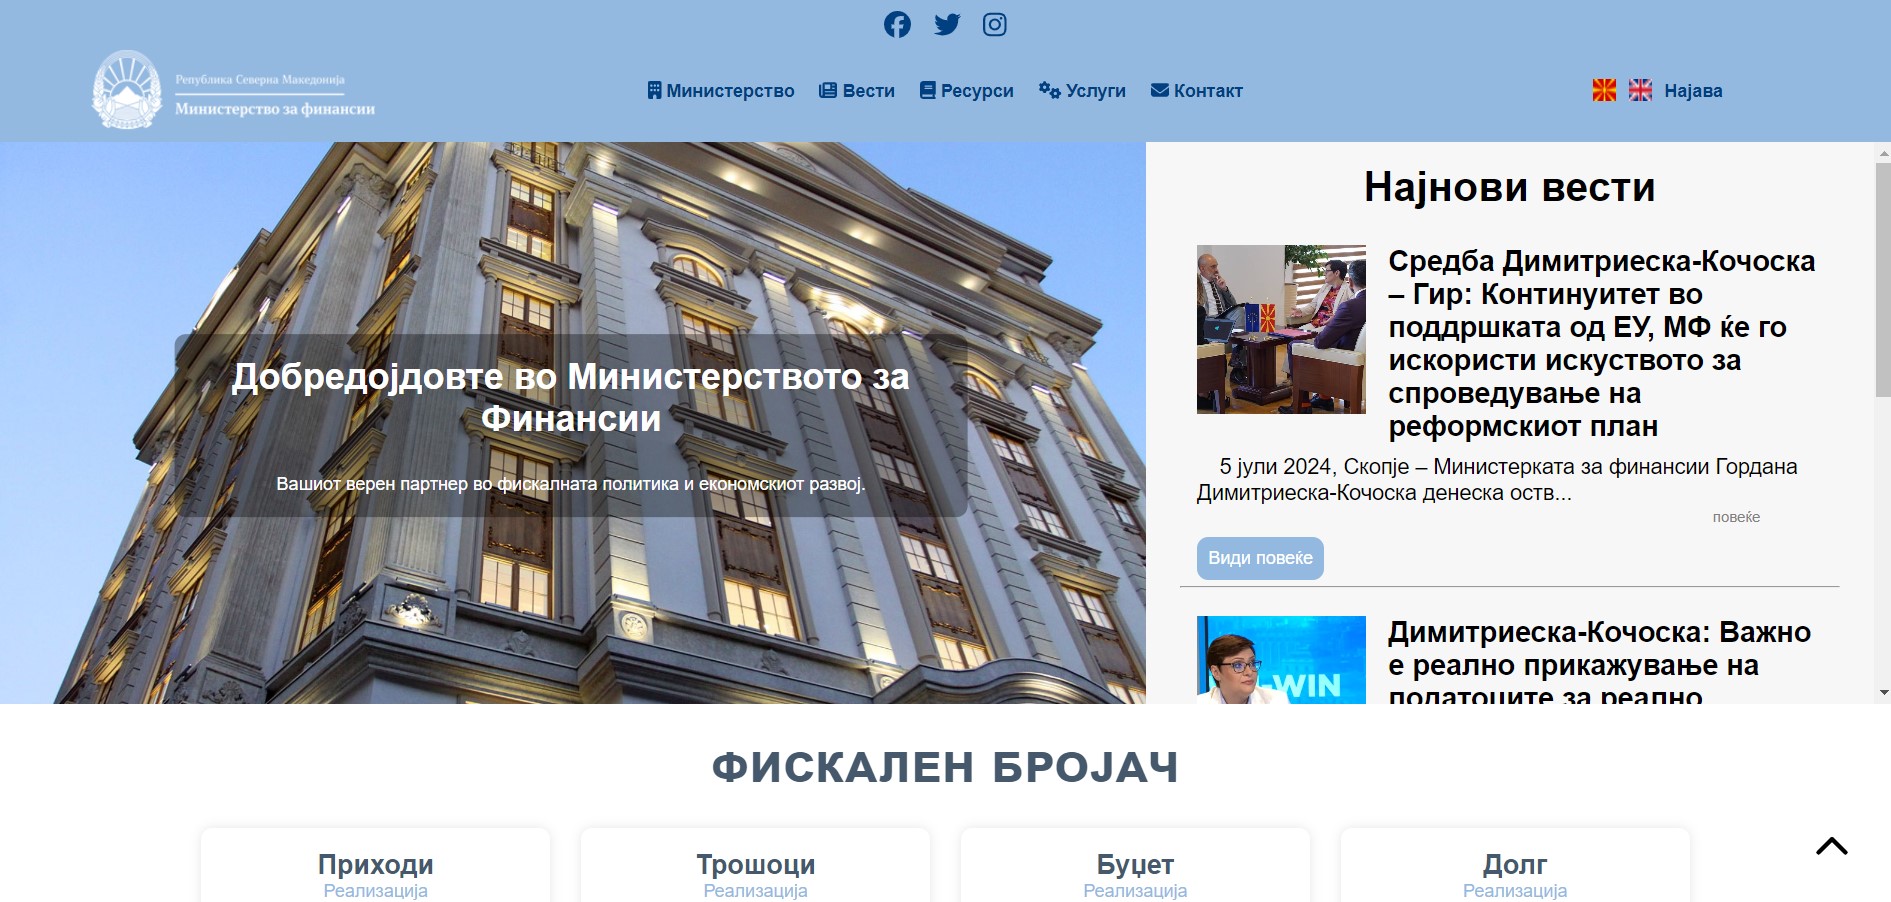 Република Северна Македонија
Министерство за финансии
Министерство
Вести
Ресурси
Услуги
Контакт
Најава
Добредојдовте во Министерството за
Финансии
Вашиот верен партнер во фискалната политика и економскиот развој.
Најнови вести
Средба Димитриеска-Кочоска
– Гир: Континуитет во
поддршката од ЕУ, МФ ќе го
искористи искуството за
спроведување на
реформскиот план
5 јули 2024, Скопје – Министерката за финансии Гордана
Димитриеска-Кочоска денеска оств...
повеќе
Види повеќе
WIN
Димитриеска-Кочоска: Важно
е реално прикажување на
податоците за реално
ФИСКАЛЕН БРОЈАЧ
Приходи
Реализација
Трошоци
Реализација
Буџет
Реализација
Долг
Реализација